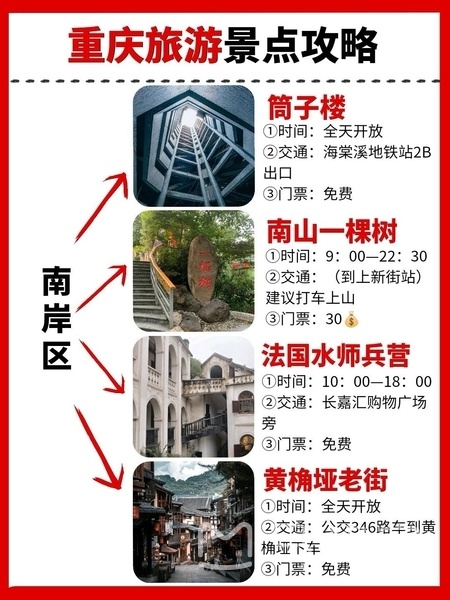 重庆旅游景点攻略
南岸区
筒子楼
①时间：全天开放
②交通：海棠溪地铁站2B
出口
③门票：免费
南山一棵树
①时间：9：00—22：30
②交通：（到上新街站）
建议打车上山
③门票：30💰
一棵树
法国水师兵营
①时间：10：00—18：00
②交通：长嘉汇购物广场
旁
③门票：免费
黄桷垭老街
①时间：全天开放
②交通：公交346路车到黄
桷垭下车
③门票：免费